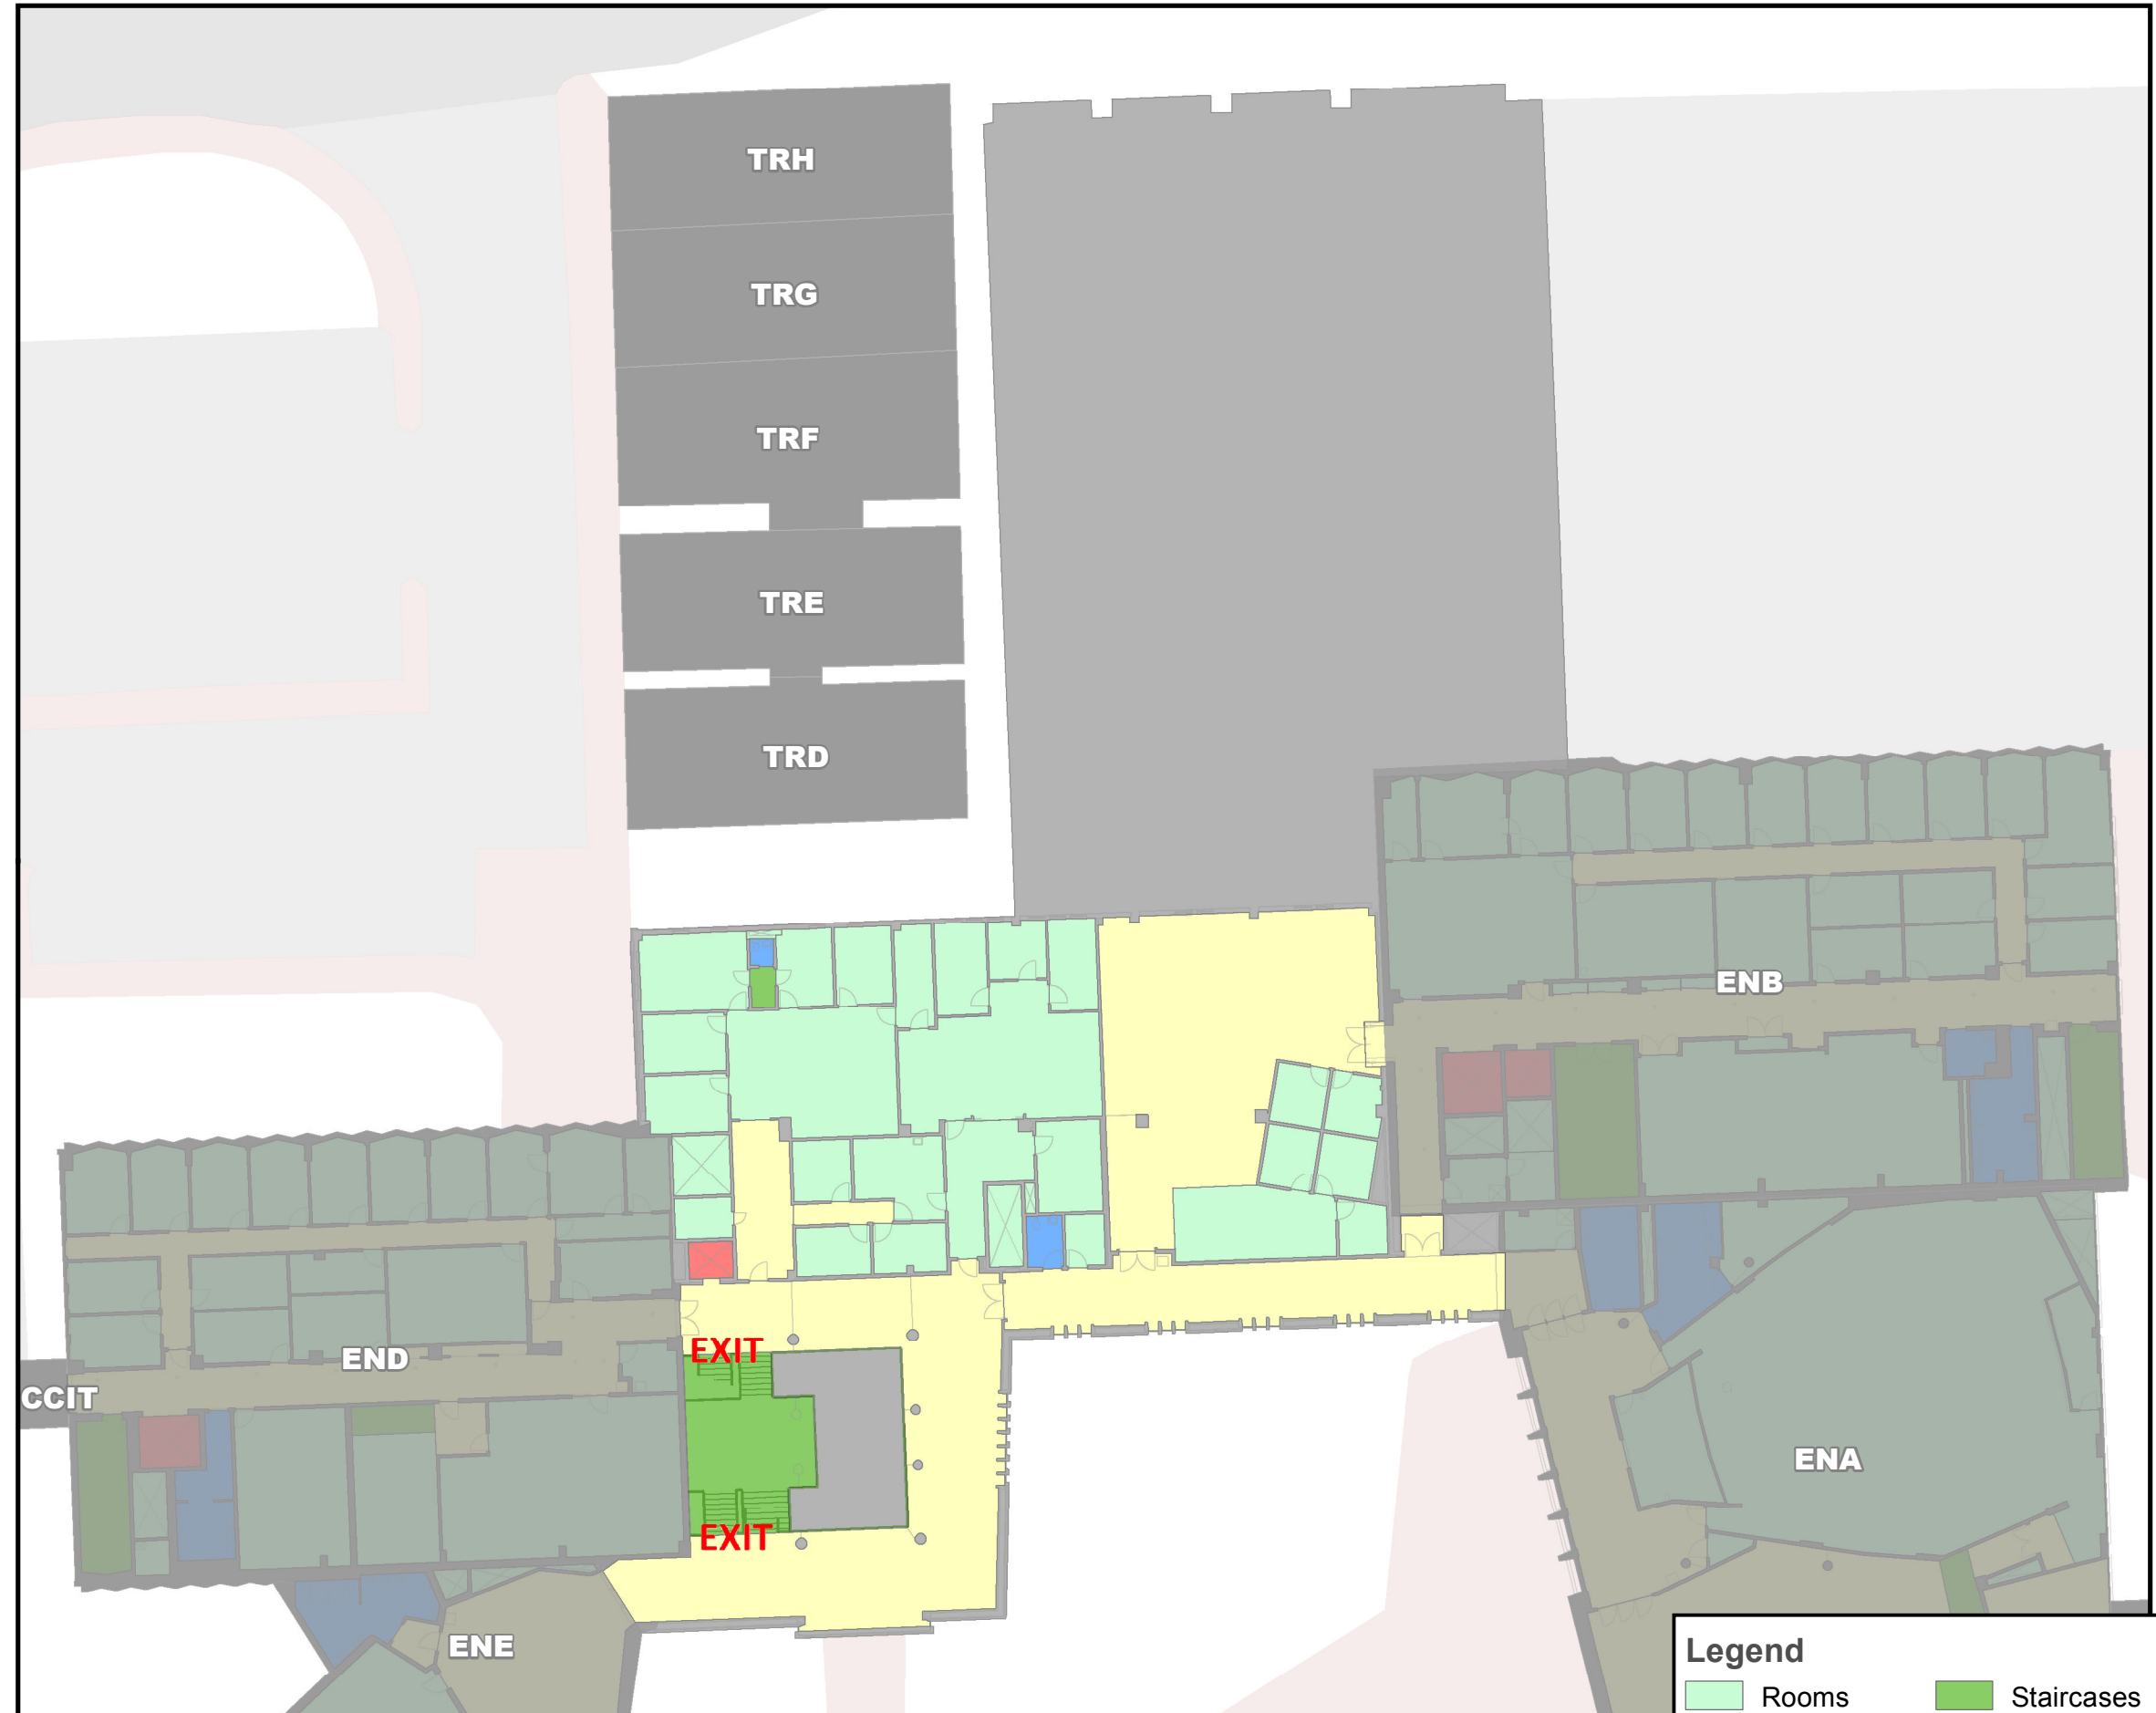 TRH
TRG
TRF
TRE
TRD
ENB
EXIT
END
CCIT
ENA
EXIT
ENE
Legend
Rooms
Staircases